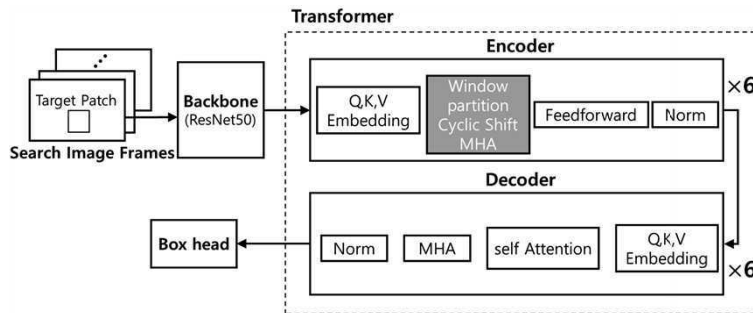 Transformer
Encoder
Target Patch
Search Image Frames
Backbone
(ResNet50)
Q,K,V
Embedding
Window
partition
Cyclic Shift
MHA
Feedforward
Norm
×6
Decoder
Box head
Norm
MHA
self Attention
Q,K,V
Embedding
×6